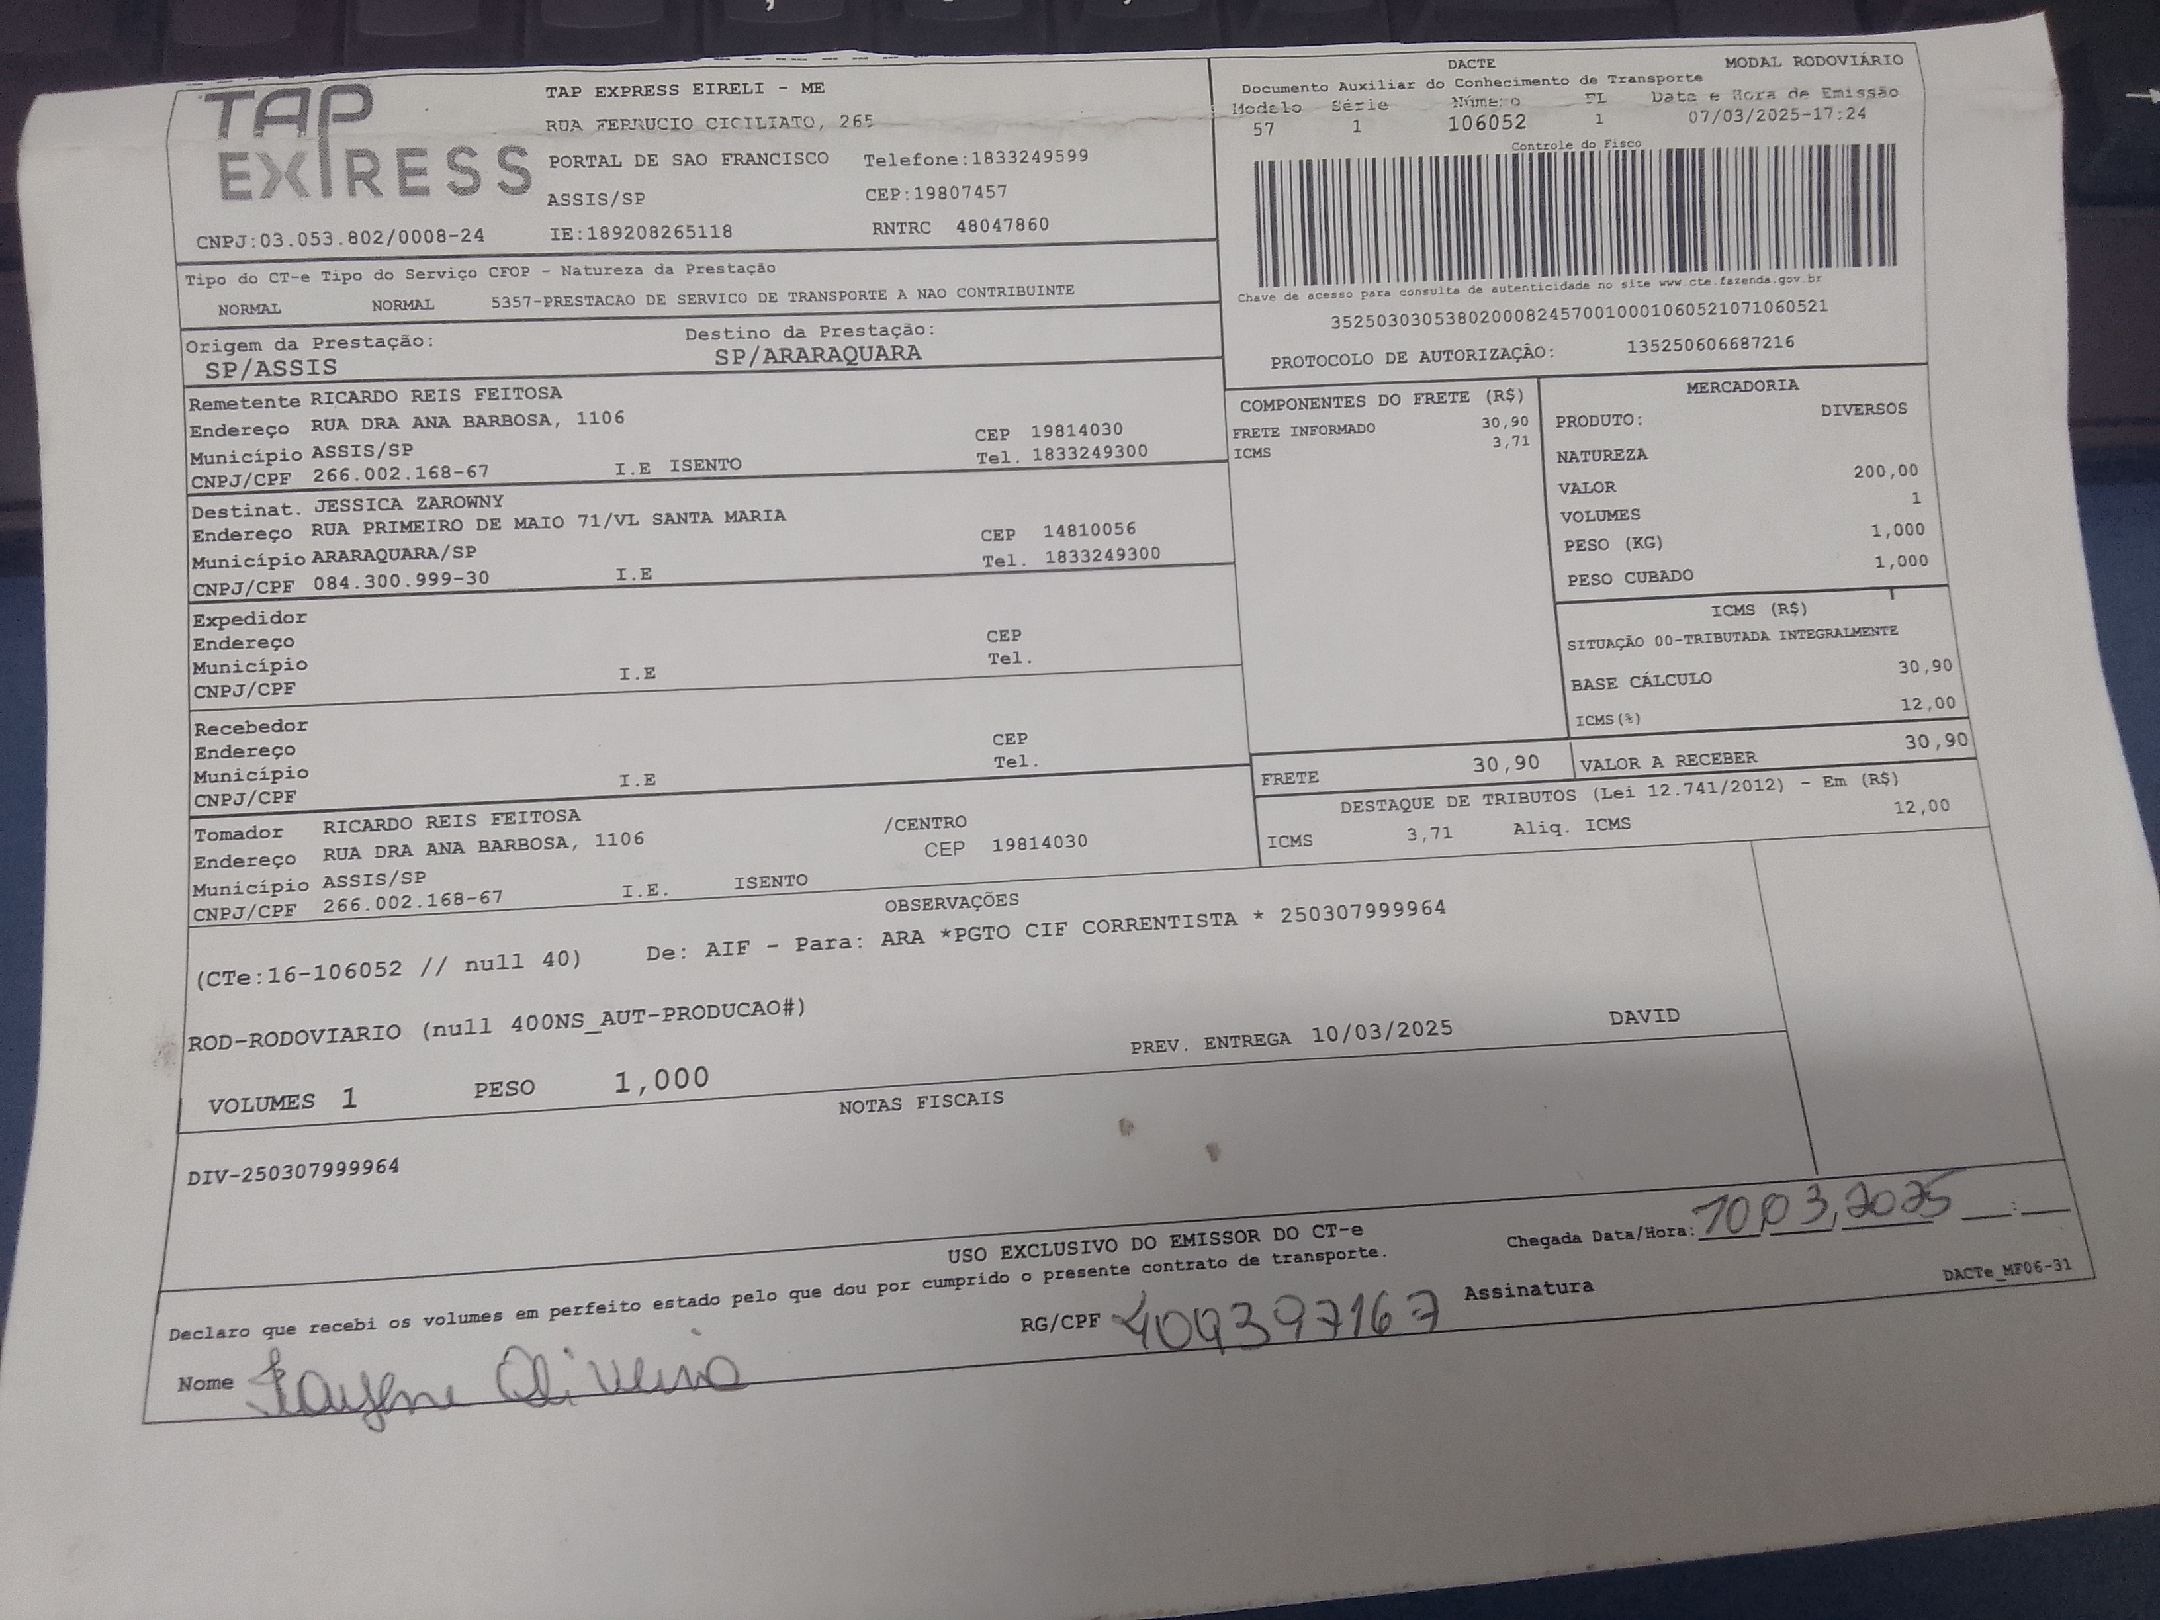 TAP EXPRESS
TAP EXPRESS EIRELI - ME
RUA FERRUCIO CICILIATO, 265
PORTAL DE SAO FRANCISCO Telefone:1833249599
ASSIS/SP CEP:19807457
CNPJ:03.053.802/0008-24 IE:189208265118 RNTRC 48047860
DACTE MODAL RODOVIÁRIO
Documento Auxiliar do Conhecimento de Transporte
Modelo Série Número FL Data e Hora de Emissão
57 1 106052 1 07/03/2025-17:24
Controle do Fisco
Chave de acesso para consulta de autenticidade no site www.cte.fazenda.gov.br
35250303053802000824570010001060521071060521
PROTOCOLO DE AUTORIZAÇÃO: 135250606687216
Tipo do CT-e Tipo do Serviço CFOP - Natureza da Prestação
NORMAL NORMAL 5357-PRESTACAO DE SERVICO DE TRANSPORTE A NAO CONTRIBUINTE
Origem da Prestação: Destino da Prestação:
SP/ASSIS SP/ARARAQUARA
Remetente RICARDO REIS FEITOSA
Endereço RUA DRA ANA BARBOSA, 1106 CEP 19814030
Município ASSIS/SP Tel. 1833249300
CNPJ/CPF 266.002.168-67 I.E ISENTO
Destinat. JESSICA ZAROWNY
Endereço RUA PRIMEIRO DE MAIO 71/VL SANTA MARIA CEP 14810056
Município ARARAQUARA/SP Tel. 1833249300
CNPJ/CPF 084.300.999-30 I.E
Expedidor
Endereço CEP
Município Tel.
CNPJ/CPF I.E
Recebedor
Endereço CEP
Município Tel.
CNPJ/CPF I.E
Tomador RICARDO REIS FEITOSA /CENTRO
Endereço RUA DRA ANA BARBOSA, 1106 CEP 19814030
Município ASSIS/SP
CNPJ/CPF 266.002.168-67 I.E. ISENTO
COMPONENTES DO FRETE (R$)
FRETE INFORMADO 30,90
ICMS 3,71
MERCADORIA
PRODUTO: DIVERSOS
NATUREZA
VALOR 200,00
VOLUMES 1
PESO (KG) 1,000
PESO CUBADO 1,000
ICMS (R$)
SITUAÇÃO 00-TRIBUTADA INTEGRALMENTE
BASE CÁLCULO 30,90
ICMS(%) 12,00
FRETE 30,90 VALOR A RECEBER 30,90
DESTAQUE DE TRIBUTOS (Lei 12.741/2012) - Em (R$)
ICMS 3,71 Aliq. ICMS 12,00
OBSERVAÇÕES
(CTe:16-106052 // null 40) De: AIF - Para: ARA *PGTO CIF CORRENTISTA * 250307999964
ROD-RODOVIARIO (null 400NS_AUT-PRODUCAO#)
PREV. ENTREGA 10/03/2025 DAVID
VOLUMES 1 PESO 1,000
NOTAS FISCAIS
DIV-250307999964
USO EXCLUSIVO DO EMISSOR DO CT-e
Chegada Data/Hora: 10,03,2025 __:__
Declaro que recebi os volumes em perfeito estado pelo que dou por cumprido o presente contrato de transporte.
DACTe_MF06-31
Nome Oliveira RG/CPF 409397167 Assinatura